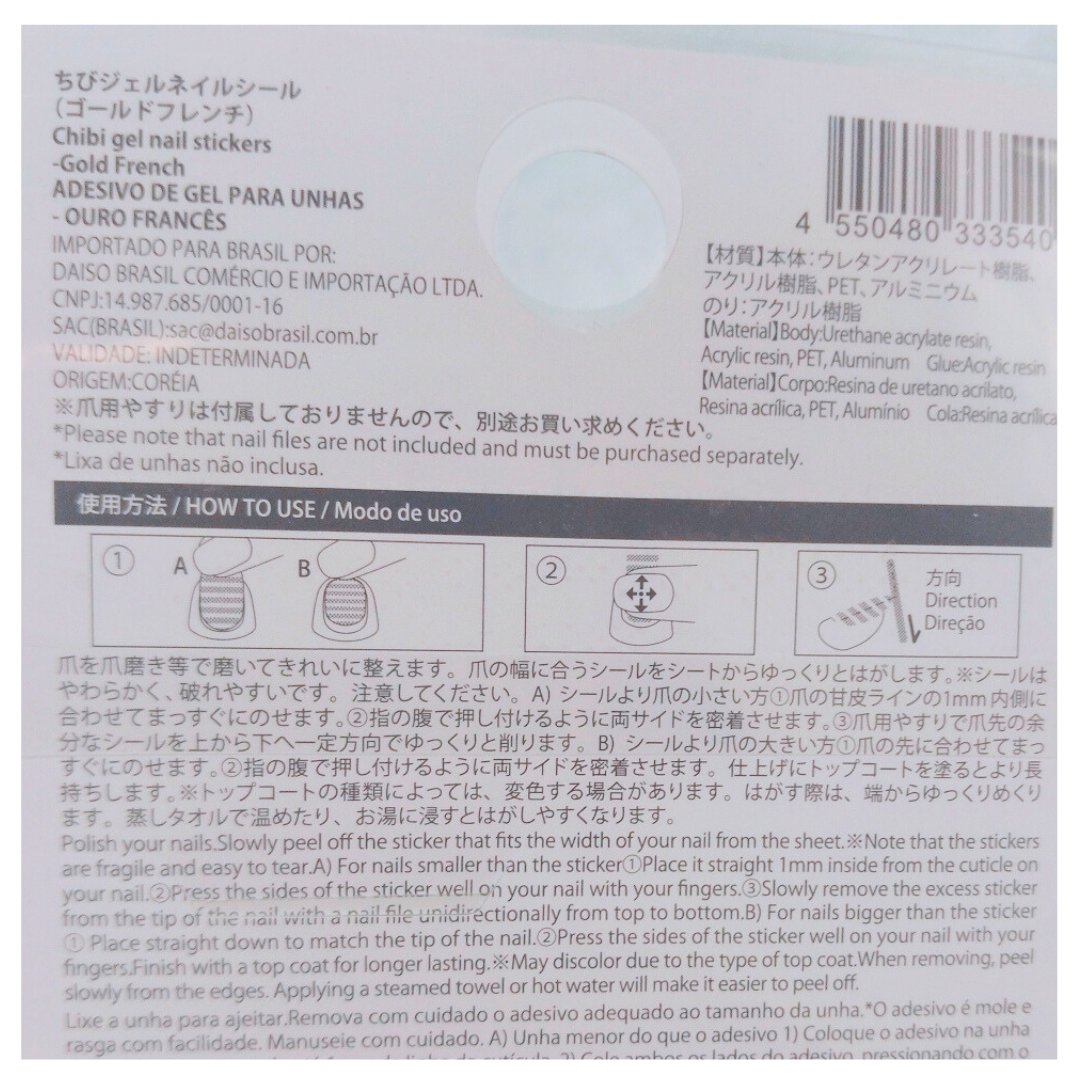 ちびジェルネイルシール
（ゴールドフレンチ）
Chibi gel nail stickers
-Gold French
ADESIVO DE GEL PARA UNHAS
- OURO FRANCÊS
IMPORTADO PARA BRASIL POR:
DAISO BRASIL COMÉRCIO E IMPORTAÇÃO LTDA.
CNPJ:14.987.685/0001-16
SAC(BRASIL):sac@daisobrasil.com.br
VALIDADE: INDETERMINADA
ORIGEM:CORÉIA
4 550480 333540
【材質】本体：ウレタンアクリレート樹脂、
アクリル樹脂、PET、アルミニウム
のり：アクリル樹脂
【Material】Body:Urethane acrylate resin,
Acrylic resin, PET, Aluminum Glue:Acrylic resin
【Material】Corpo:Resina de uretano acrilato,
Resina acrílica, PET, Alumínio Cola:Resina acrílica
※爪用やすりは付属しておりませんので、別途お買い求めください。
*Please note that nail files are not included and must be purchased separately.
*Lixa de unhas não inclusa.
使用方法 / HOW TO USE / Modo de uso
① A B
②
③ 方向
Direction
Direção
爪を爪磨き等で磨いてきれいに整えます。爪の幅に合うシールをシートからゆっくりとはがします。※シールは
やわらかく、破れやすいです。注意してください。A) シールより爪の小さい方①爪の甘皮ラインの1mm内側に
合わせてまっすぐにのせます。②指の腹で押し付けるように両サイドを密着させます。③爪用やすりで爪先の余
分なシールを上から下へ一定方向でゆっくりと削ります。B) シールより爪の大きい方①爪の先に合わせてまっ
すぐにのせます。②指の腹で押し付けるように両サイドを密着させます。仕上げにトップコートを塗るとより長
持ちします。※トップコートの種類によっては、変色する場合があります。はがす際は、端からゆっくりめくり
ます。蒸しタオルで温めたり、お湯に浸すとはがしやすくなります。
Polish your nails.Slowly peel off the sticker that fits the width of your nail from the sheet.※Note that the stickers
are fragile and easy to tear.A) For nails smaller than the sticker①Place it straight 1mm inside from the cuticle on
your nail.②Press the sides of the sticker well on your nail with your fingers.③Slowly remove the excess sticker
from the tip of the nail with a nail file unidirectionally from top to bottom.B) For nails bigger than the sticker
① Place straight down to match the tip of the nail.②Press the sides of the sticker well on your nail with your
fingers.Finish with a top coat for longer lasting.※May discolor due to the type of top coat.When removing, peel
slowly from the edges. Applying a steamed towel or hot water will make it easier to peel off.
Lixe a unha para ajeitar.Remova com cuidado o adesivo adequado ao tamanho da unha.*O adesivo é mole e
rasga com facilidade. Manuseie com cuidado. A) Unha menor do que o adesivo 1) Coloque o adesivo na unha